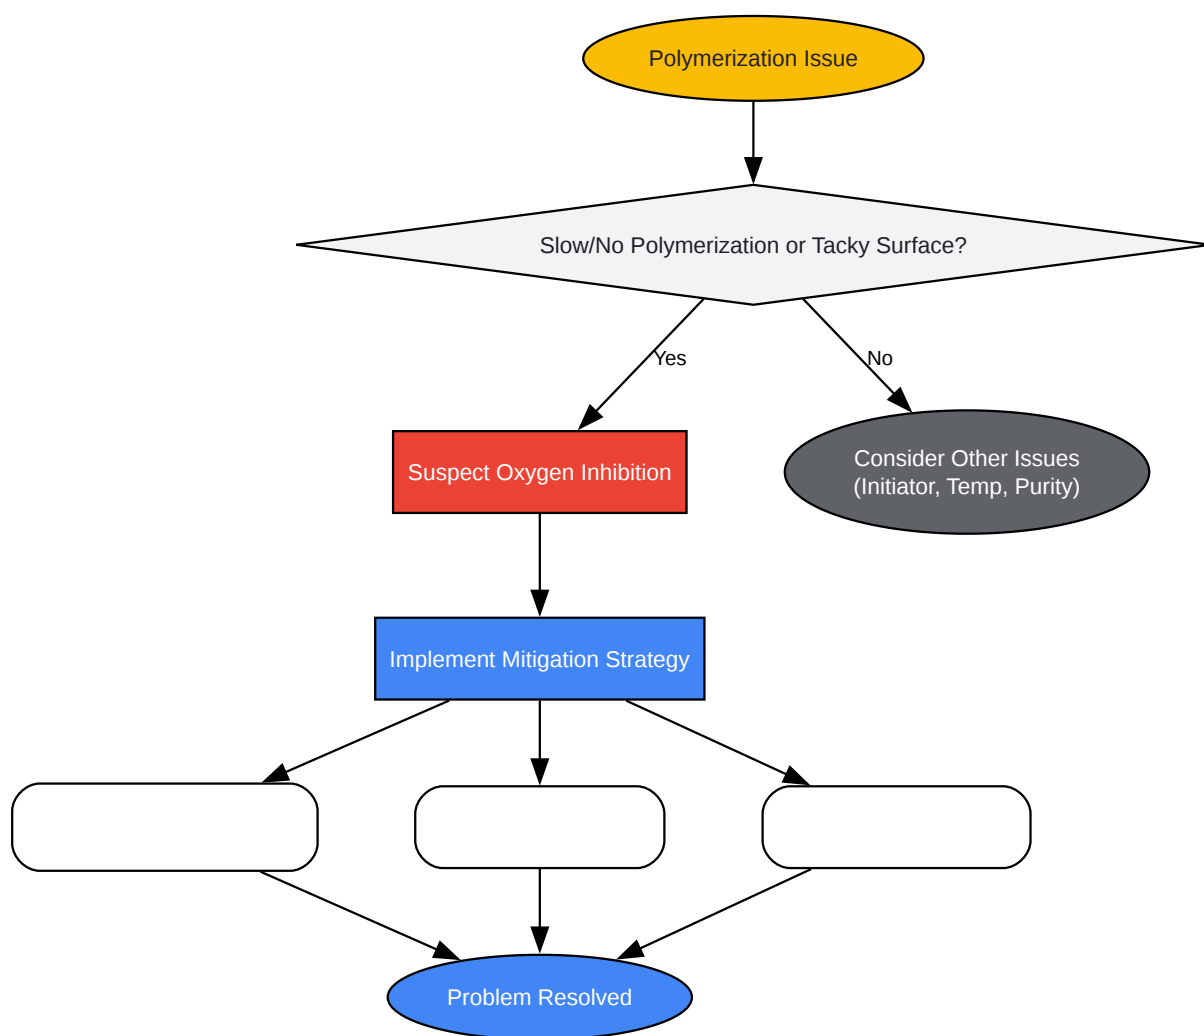 Polymerization Issue
Slow/No Polymerization or Tacky Surface?
Yes
No
Suspect Oxygen Inhibition
Consider Other Issues
(Initiator, Temp, Purity)
Implement Mitigation Strategy
Problem Resolved